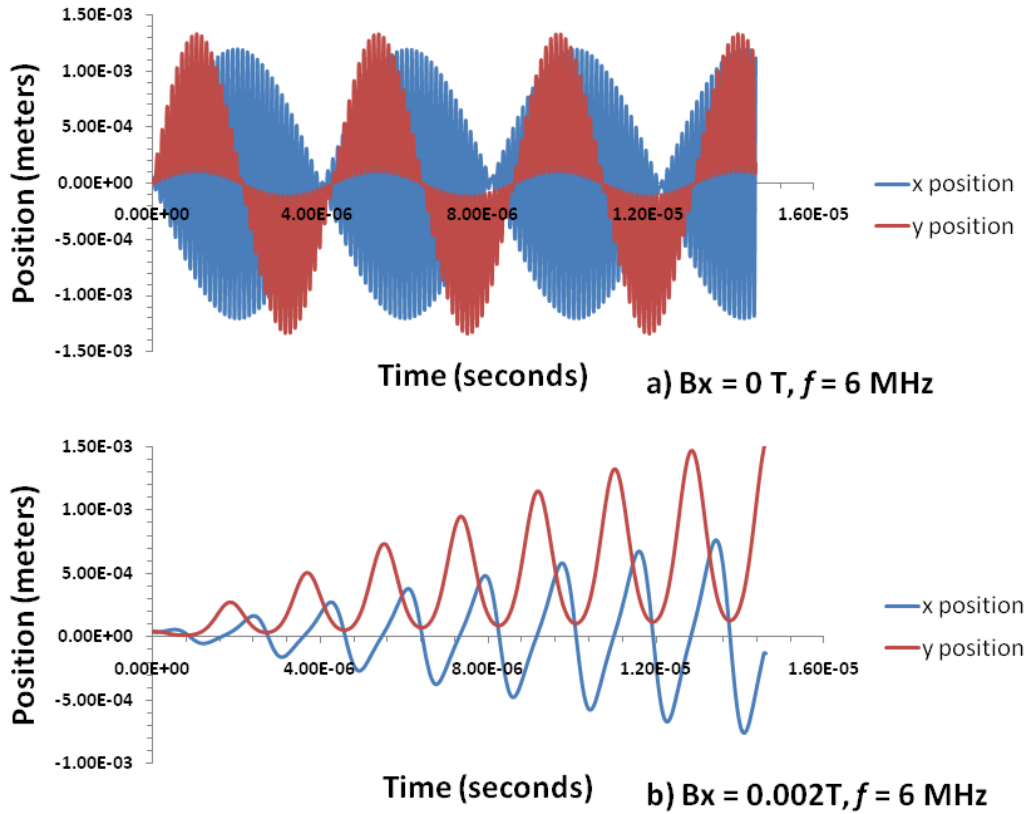 1.50E-03
1.00E-03
5.00E-04
0.00E+00
-5.00E-04
-1.00E-03
-1.50E-03
Position (meters)
0.00E+00 4.00E-06 8.00E-06 1.20E-05 1.60E-05
x position
y position
Time (seconds)
a) Bx = 0 T, f = 6 MHz
1.50E-03
1.00E-03
5.00E-04
0.00E+00
-5.00E-04
-1.00E-03
Position (meters)
0.00E+00 4.00E-06 8.00E-06 1.20E-05 1.60E-05
x position
y position
Time (seconds)
b) Bx = 0.002T, f = 6 MHz